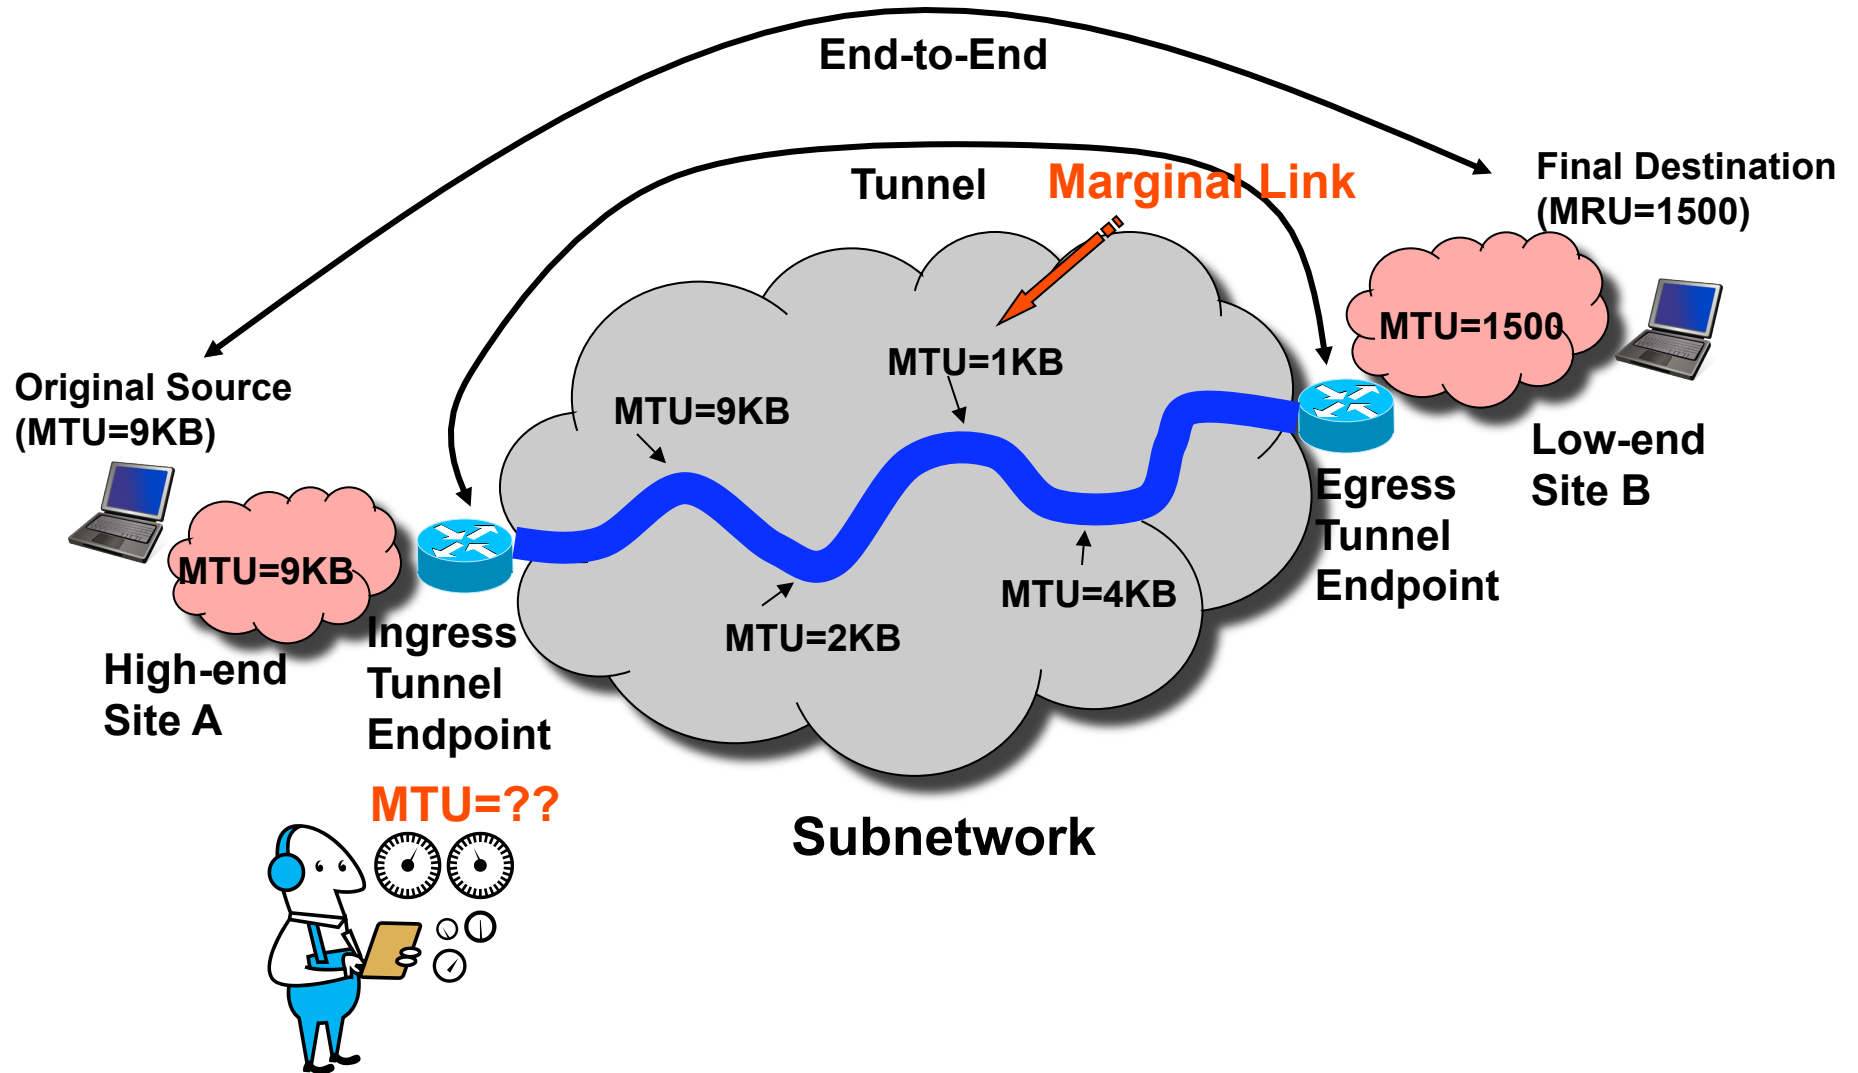 End-to-End
Tunnel
Marginal Link
Final Destination
(MRU=1500)
MTU=1500
MTU=1KB
Original Source
(MTU=9KB)
MTU=9KB
Low-end
Site B
Egress
Tunnel
Endpoint
MTU=9KB
MTU=4KB
MTU=2KB
Ingress
Tunnel
Endpoint
High-end
Site A
MTU=??
Subnetwork